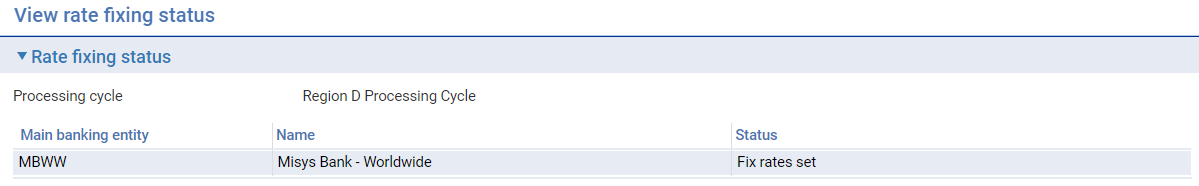 View rate fixing status
Rate fixing status
Processing cycle Region D Processing Cycle
Main banking entity Name Status
MBWW Misys Bank - Worldwide Fix rates set